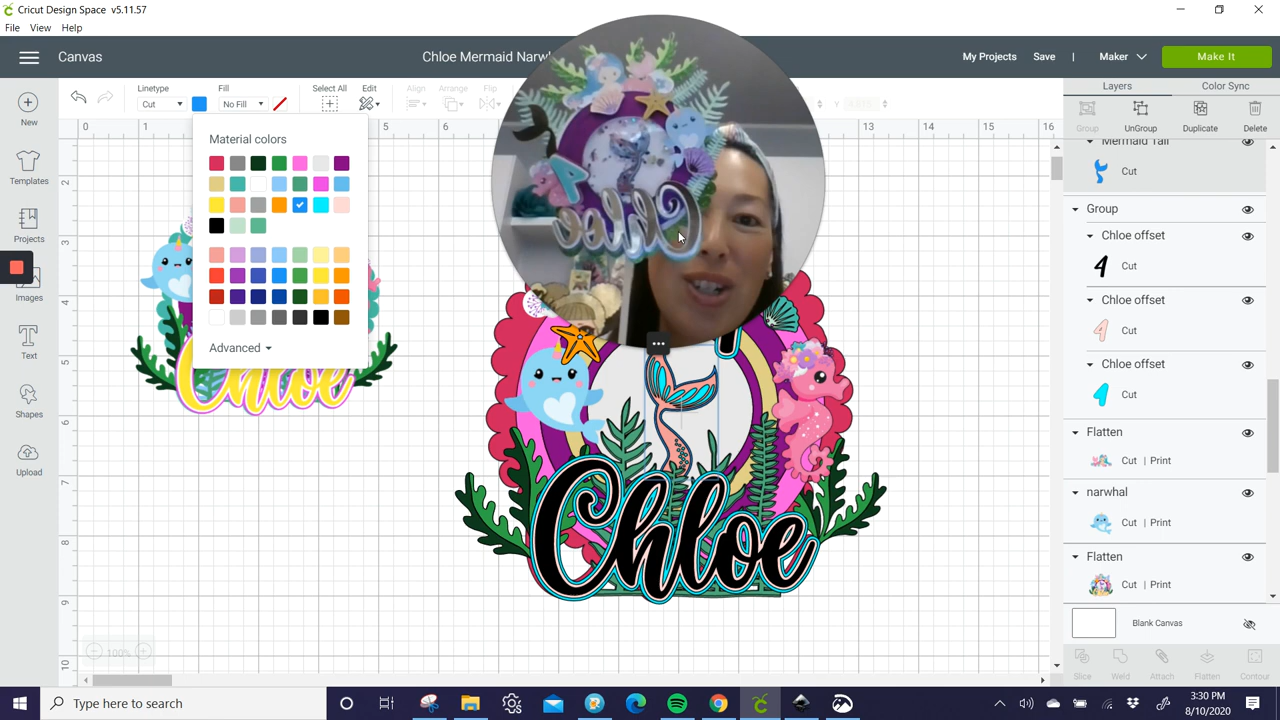 Cricut Design Space v5.11.57
File View Help
Canvas
Chloe Mermaid Narw
My Projects Save | Maker Make It
Linetype
Cut
Fill
No Fill
Select All
Edit
Align
Arrange
Flip
Y
Layers
Color Sync
Group
UnGroup
Duplicate
Delete
New
Templates
Projects
Images
Text
Shapes
Upload
Material colors
Advanced
0 1 5 6 13 14 15 16
2
3
4
5
6
7
8
9
10
Chloe
Chloe
Chloe
100%
Mermaid Tail
Cut
Group
Chloe offset
4 Cut
Chloe offset
4 Cut
Chloe offset
4 Cut
Flatten
Cut | Print
narwhal
Cut | Print
Flatten
Cut | Print
Blank Canvas
Slice
Weld
Attach
Flatten
Contour
Type here to search
3:30 PM
8/10/2020